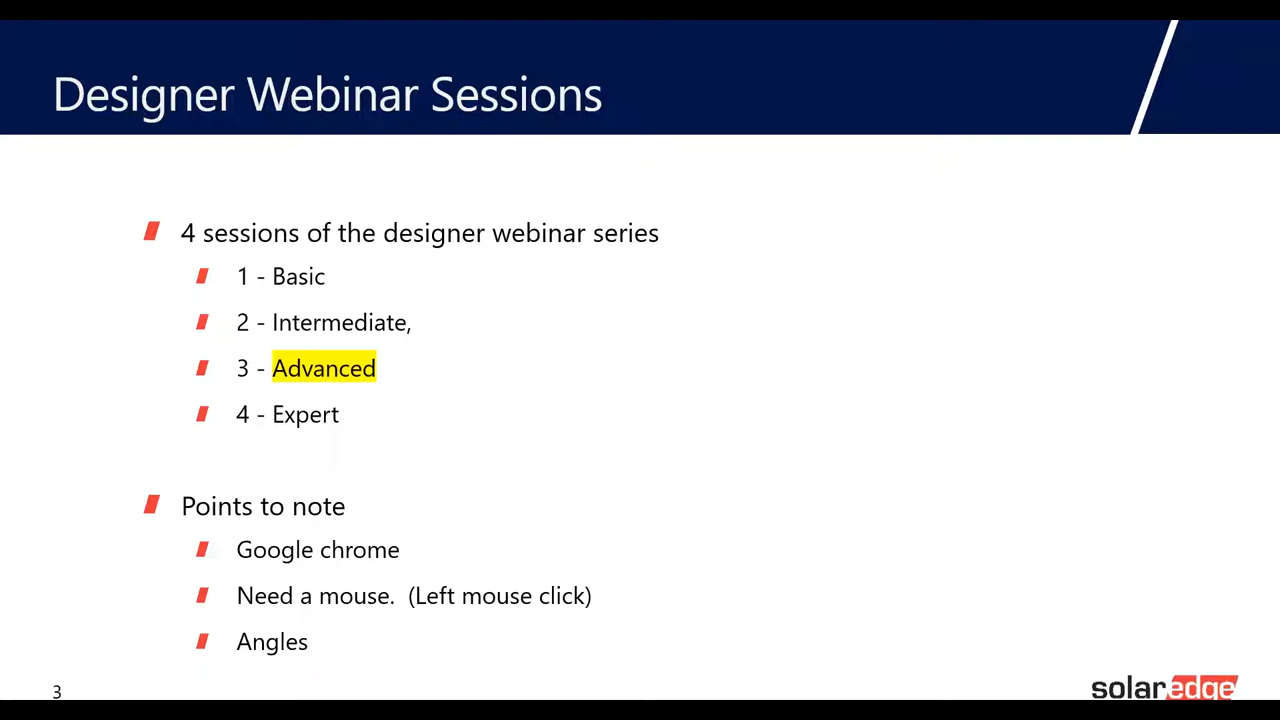 Designer Webinar Sessions
4 sessions of the designer webinar series
1 - Basic
2 - Intermediate,
3 - Advanced
4 - Expert
Points to note
Google chrome
Need a mouse.  (Left mouse click)
Angles
3
solaredge